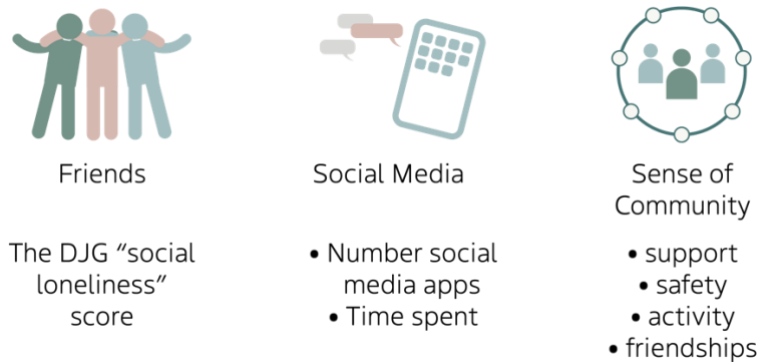 Friends
The DJG “social
loneliness”
score
Social Media
• Number social
media apps
• Time spent
Sense of
Community
• support
• safety
• activity
• friendships